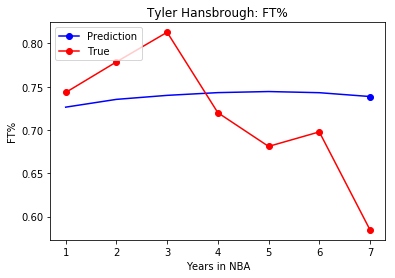 Tyler Hansbrough: FT%
Prediction
True
FT%
0.80
0.75
0.70
0.65
0.60
1 2 3 4 5 6 7
Years in NBA